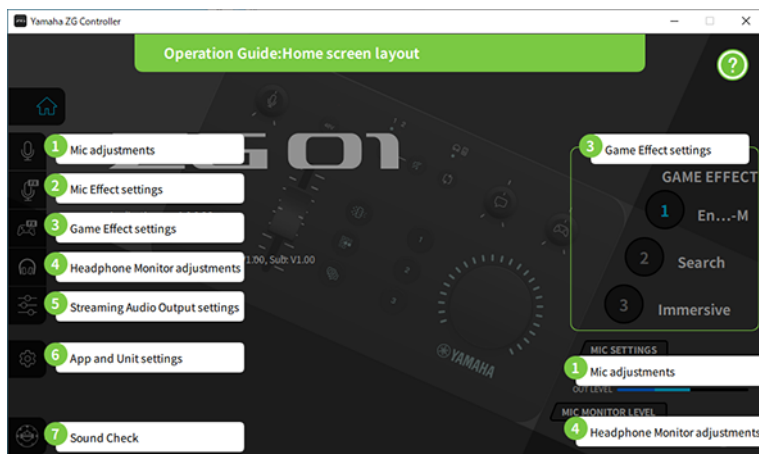 Yamaha ZG Controller
Operation Guide:Home screen layout
?
ZG 01
1 Mic adjustments
2 Mic Effect settings
3 Game Effect settings
V1.00, Sub: V1.00
4 Headphone Monitor adjustments
5 Streaming Audio Output settings
6 App and Unit settings
7 Sound Check
YAMAHA
3 Game Effect settings
GAME EFFECT
1 En...-M
2 Search
3 Immersive
MIC SETTINGS
1 Mic adjustments
OUT LEVEL
MIC MONITOR LEVEL
4 Headphone Monitor adjustments